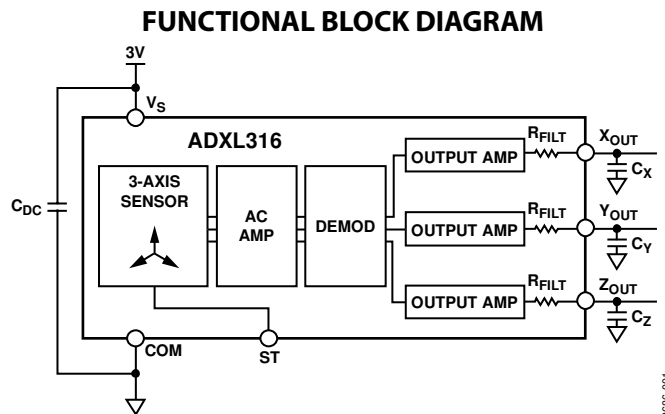 FUNCTIONAL BLOCK DIAGRAM
3V
VS
ADXL316
3-AXIS
SENSOR
AC
AMP
DEMOD
OUTPUT AMP
RFILT
XOUT
CX
OUTPUT AMP
RFILT
YOUT
CY
OUTPUT AMP
RFILT
ZOUT
CZ
CDC
COM
ST